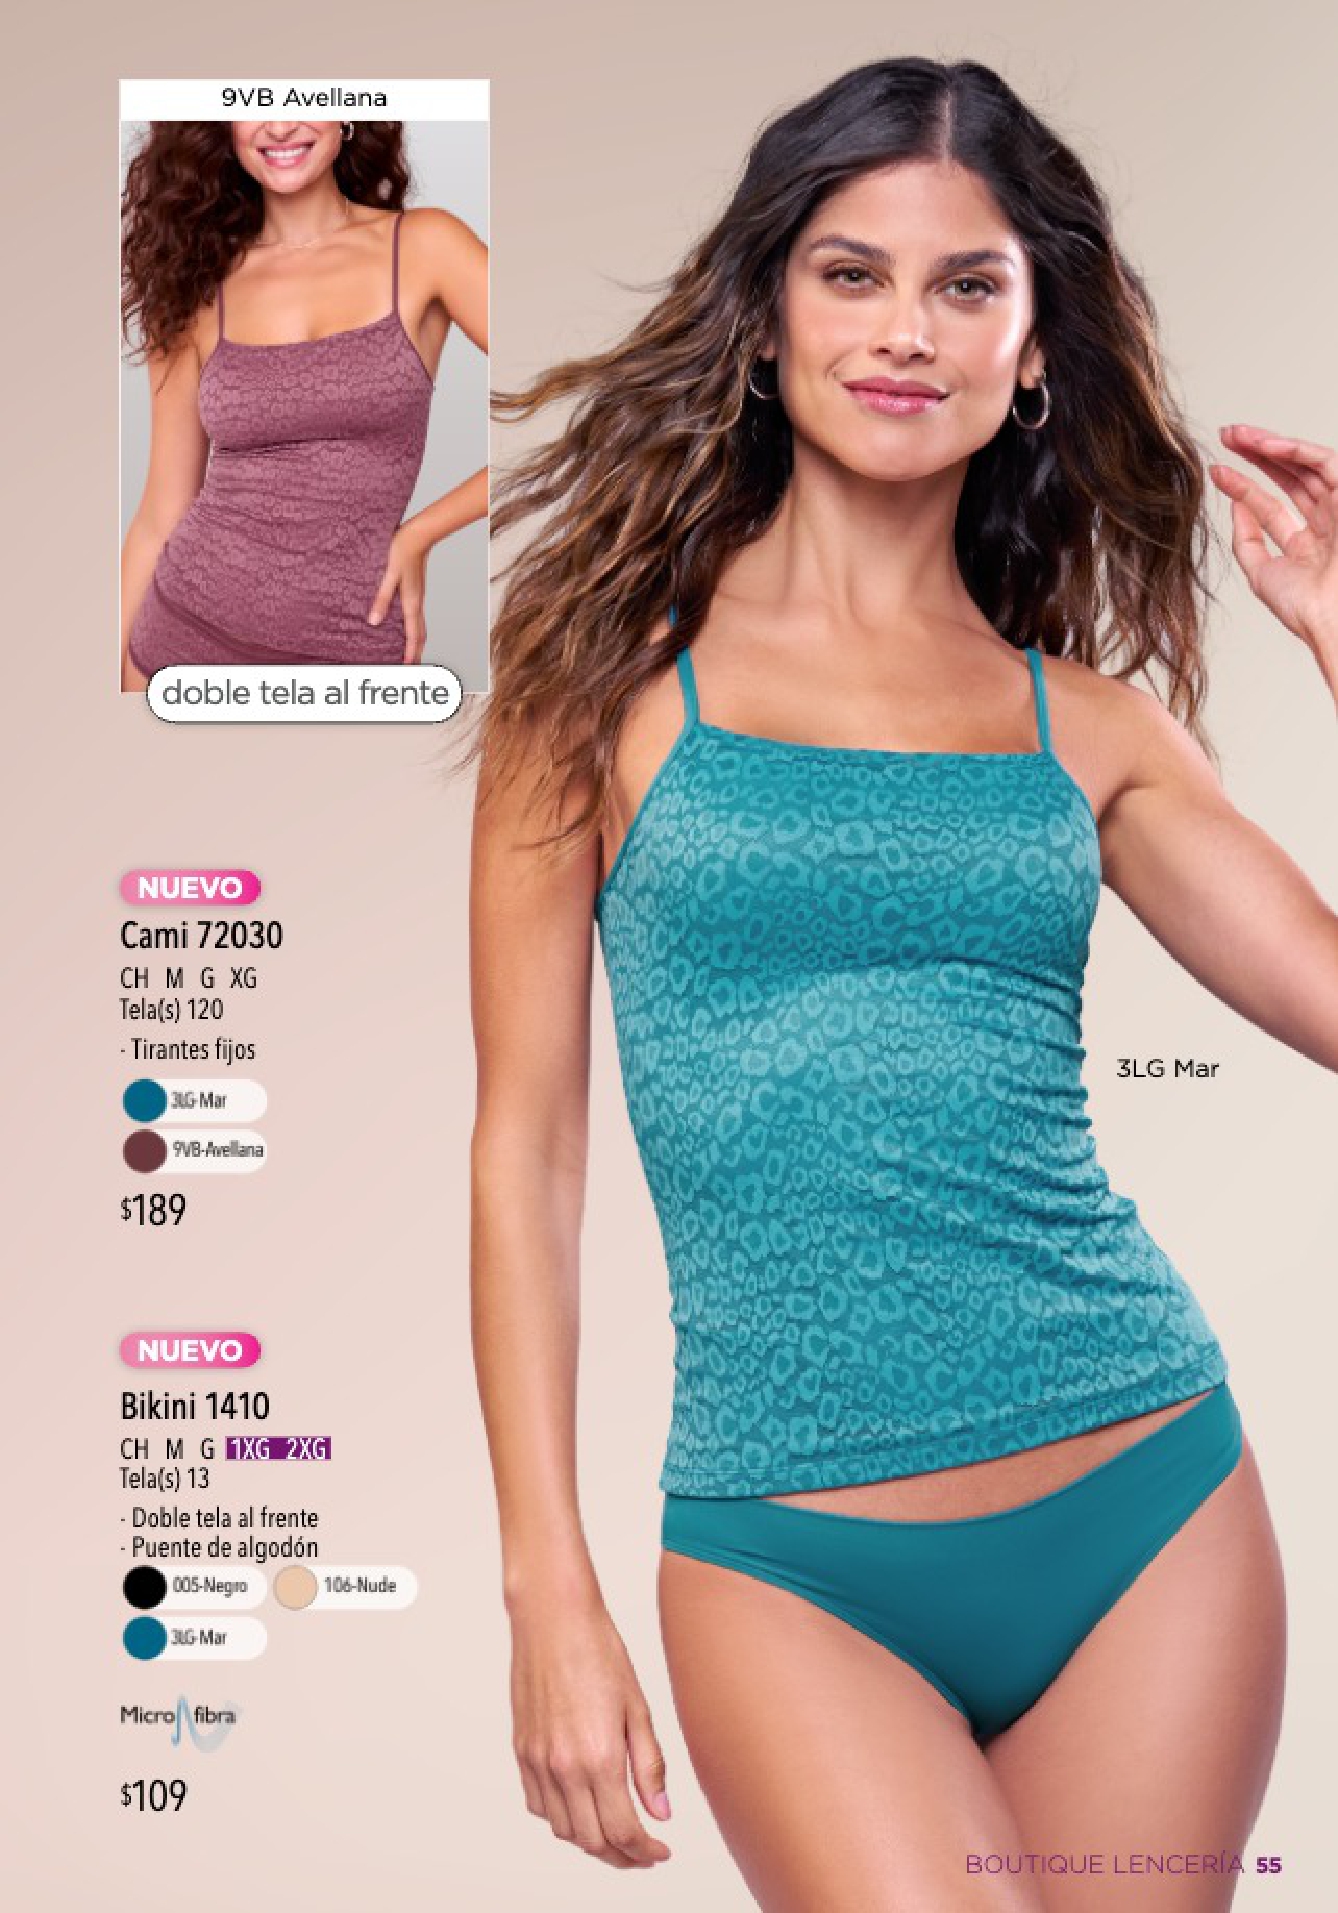 9VB Avellana
doble tela al frente
NUEVO
Cami 72030
CH M G XG
Tela(s) 120
· Tirantes fijos
3LG-Mar
9VB-Avellana
$189
3LG Mar
NUEVO
Bikini 1410
CH M G 1XG 2XG
Tela(s) 13
· Doble tela al frente
· Puente de algodón
005-Negro 106-Nude
3LG-Mar
Micro fibra
$109
BOUTIQUE LENCERÍA 55